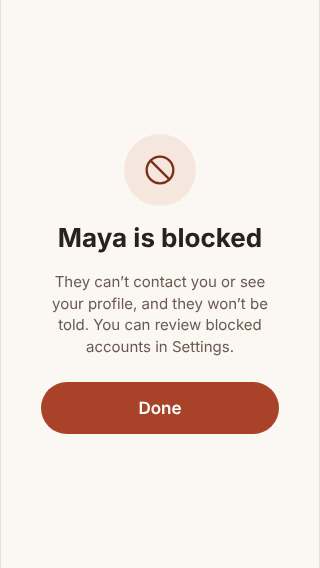 Maya is blocked
They can’t contact you or see
your profile, and they won’t be
told. You can review blocked
accounts in Settings.
Done